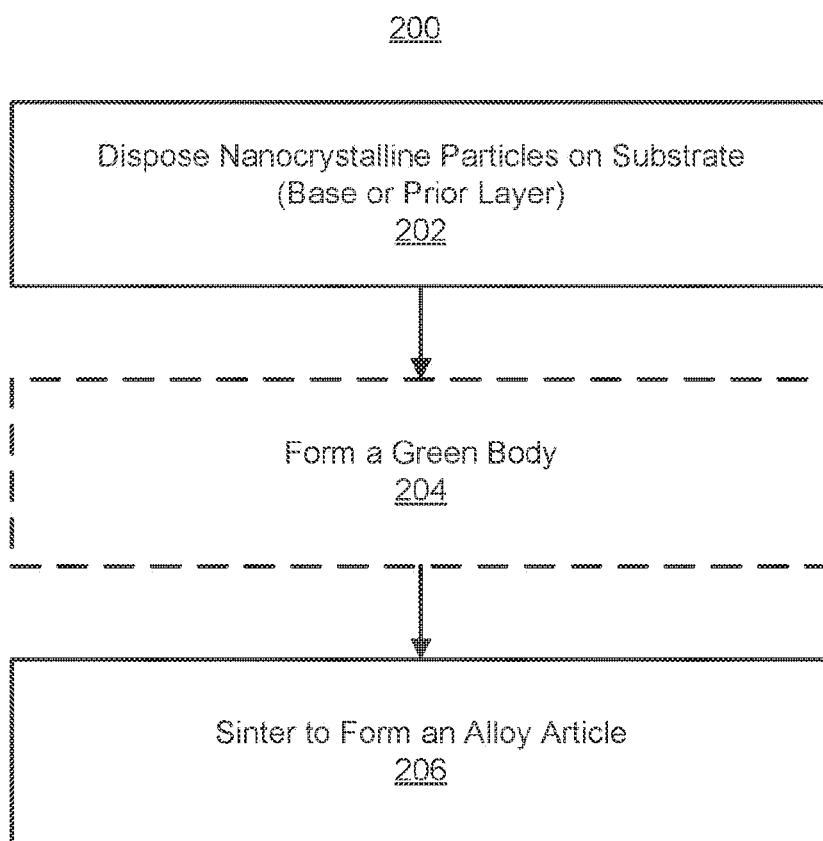 200
Dispose Nanocrystalline Particles on Substrate
(Base or Prior Layer)
202
Form a Green Body
204
Sinter to Form an Alloy Article
206